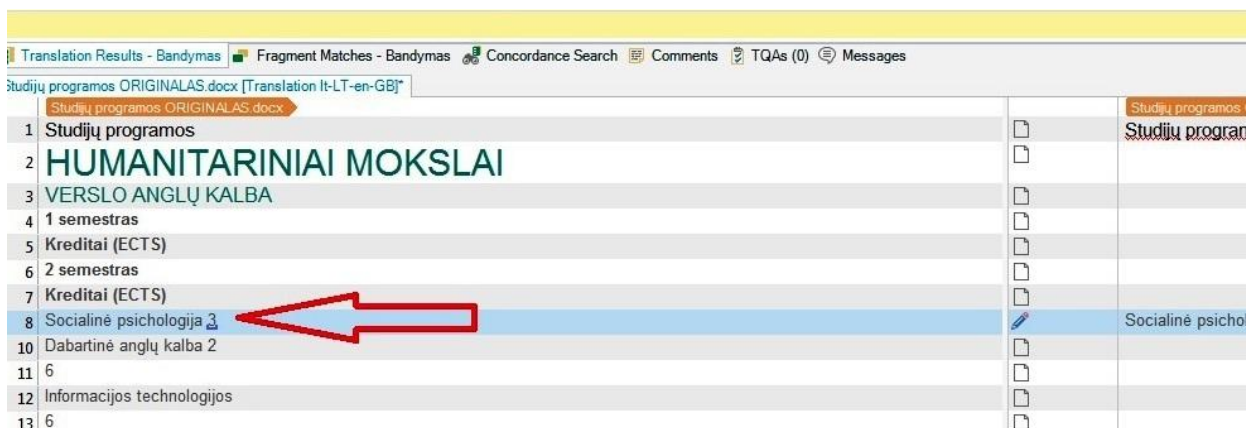 Translation Results - Bandymas Fragment Matches - Bandymas Concordance Search Comments TQAs (0) Messages
Studijų programos ORIGINALAS.docx [Translation lt-LT-en-GB]*
Studijų programos ORIGINALAS.docx Studijų programos
1 Studijų programos Studijų program
2 HUMANITARINIAI MOKSLAI
3 VERSLO ANGLŲ KALBA
4 1 semestras
5 Kreditai (ECTS)
6 2 semestras
7 Kreditai (ECTS)
8 Socialinė psichologija 3 Socialinė psichol
10 Dabartinė anglų kalba 2
11 6
12 Informacijos technologijos
13 6